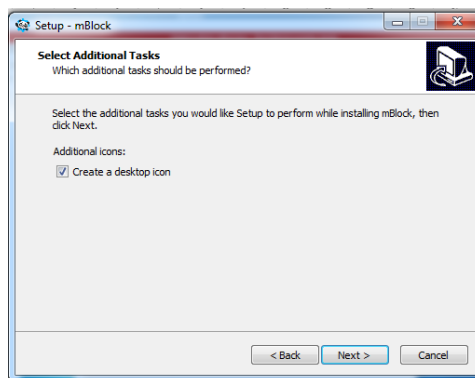 Setup - mBlock
Select Additional Tasks
Which additional tasks should be performed?
Select the additional tasks you would like Setup to perform while installing mBlock, then
click Next.
Additional icons:
Create a desktop icon
< Back
Next >
Cancel